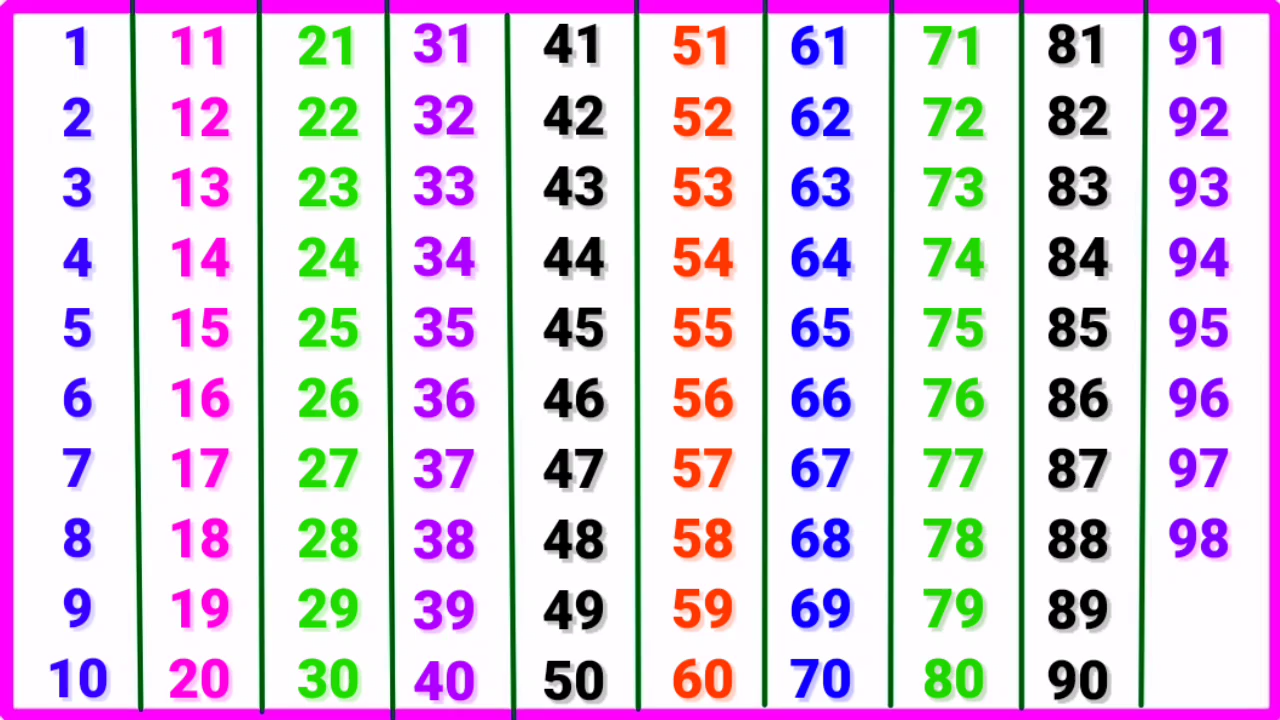 1 11 21 31 41 51 61 71 81 91
2 12 22 32 42 52 62 72 82 92
3 13 23 33 43 53 63 73 83 93
4 14 24 34 44 54 64 74 84 94
5 15 25 35 45 55 65 75 85 95
6 16 26 36 46 56 66 76 86 96
7 17 27 37 47 57 67 77 87 97
8 18 28 38 48 58 68 78 88 98
9 19 29 39 49 59 69 79 89
10 20 30 40 50 60 70 80 90